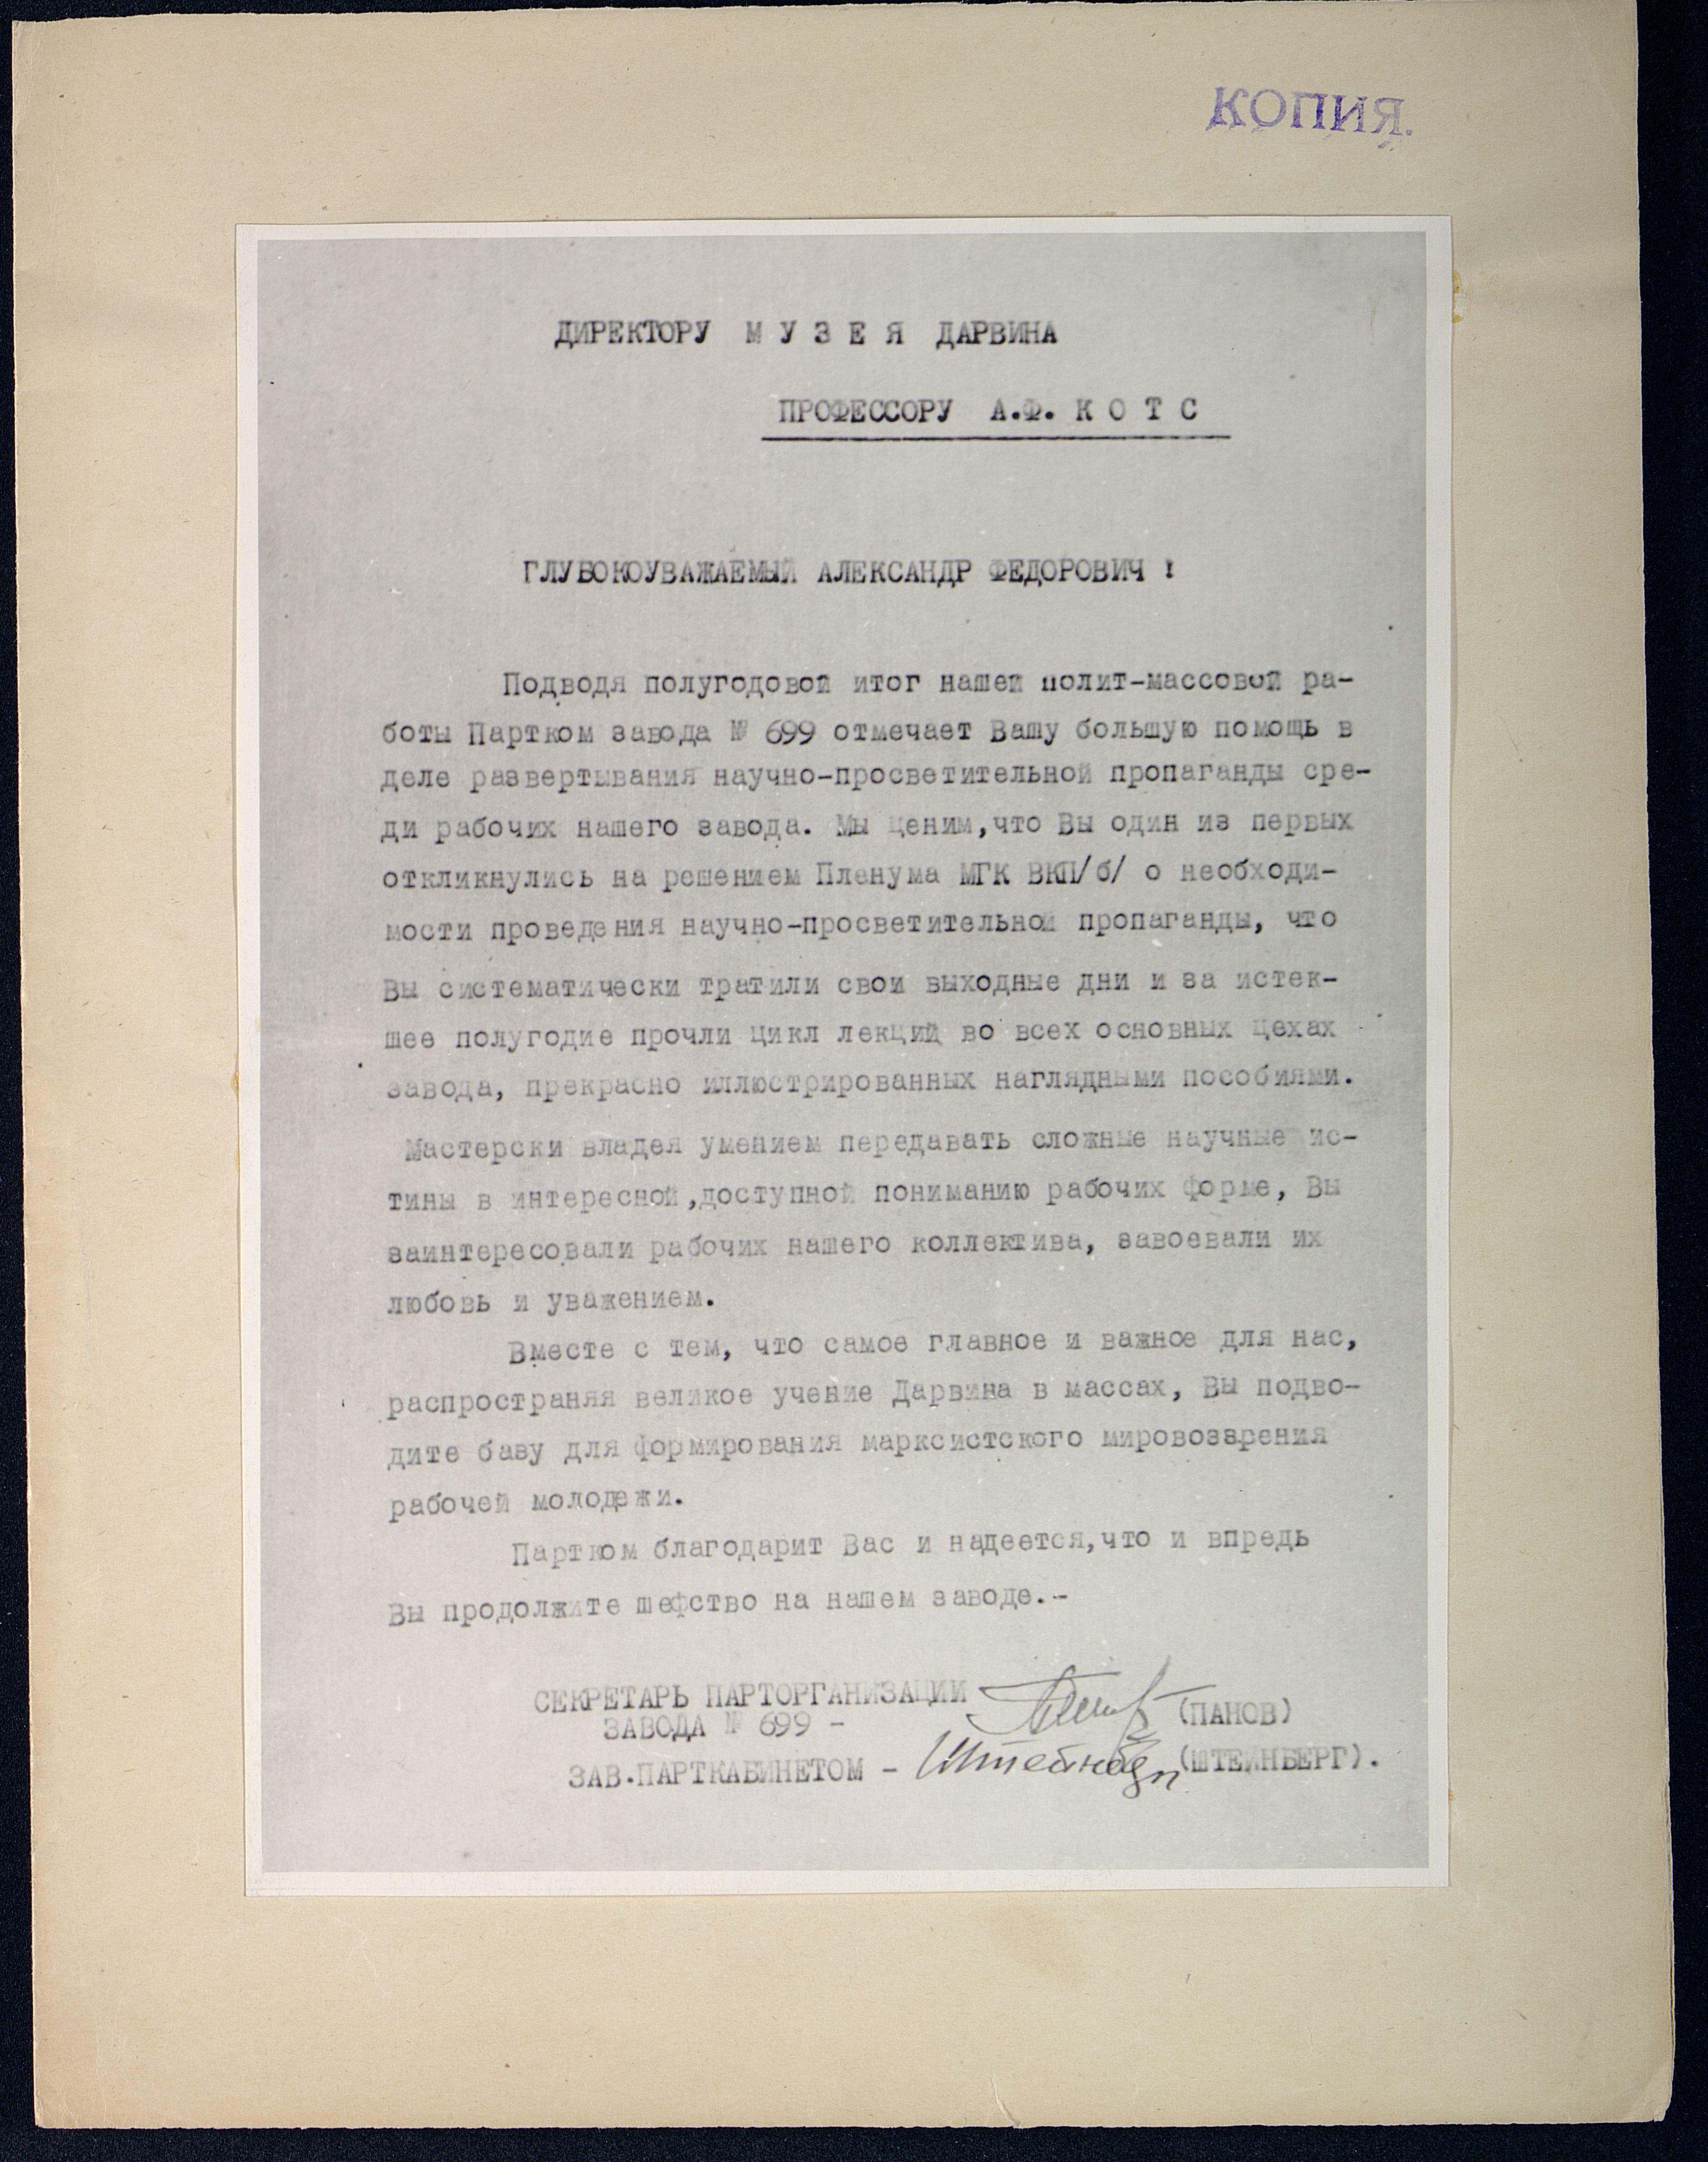 КОПИЯ.
ДИРЕКТОРУ М У З Е Я ДАРВИНА
ПРОФЕССОРУ А.Ф. К О Т С
ГЛУБОКОУВАЖАЕМЫЙ АЛЕКСАНДР ФЕДОРОВИЧ !
Подводя полугодовой итог нашей полит-массовой ра-
боты Партком завода № 699 отмечает Вашу большую помощь в
деле развертывания научно-просветительной пропаганды сре-
ди рабочих нашего завода. Мы ценим,что Вы один из первых
откликнулись на решением Пленума МГК ВКП/б/ о необходи-
мости проведения научно-просветительной пропаганды, что
Вы систематически тратили свои выходные дни и за истек-
шее полугодие прочли цикл лекций во всех основных цехах
завода, прекрасно иллюстрированных наглядными пособиями.
Мастерски владея умением передавать сложные научные ис-
тины в интересной,доступной пониманию рабочих форме, Вы
заинтересовали рабочих нашего коллектива, завоевали их
любовь и уважением.
Вместе с тем, что самое главное и важное для нас,
распространяя великое учение Дарвина в массах, Вы подво-
дите базу для формирования марксистского мировоззрения
рабочей молодежи.
Партком благодарит Вас и надеется,что и впредь
Вы продолжите шефство на нашем заводе.-
СЕКРЕТАРЬ ПАРТОРГАНИЗАЦИИ (ПАНОВ)
ЗАВОДА № 699 -
ЗАВ.ПАРТКАБИНЕТОМ - Штейнбер (ШТЕЙНБЕРГ).